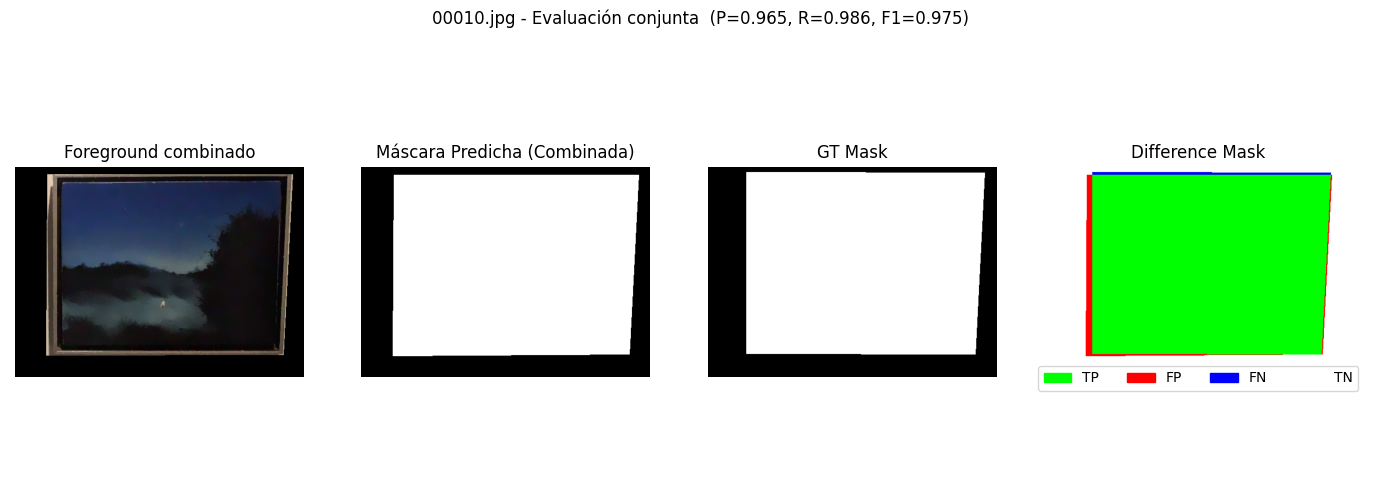 00010.jpg - Evaluación conjunta  (P=0.965, R=0.986, F1=0.975)
Foreground combinado
Máscara Predicha (Combinada)
GT Mask
Difference Mask
TP
FP
FN
TN